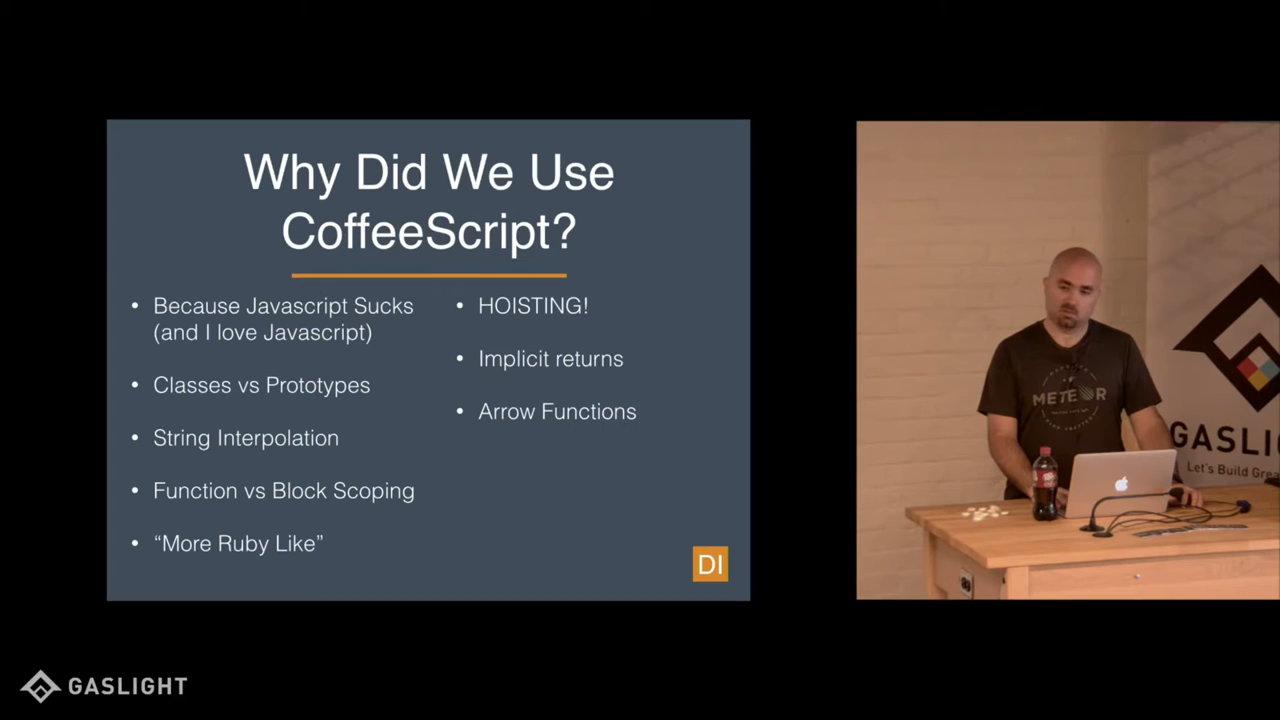 Why Did We Use
CoffeeScript?
• Because Javascript Sucks
(and I love Javascript)
• Classes vs Prototypes
• String Interpolation
• Function vs Block Scoping
• “More Ruby Like”
• HOISTING!
• Implicit returns
• Arrow Functions
DI
METEOR
GASLI
Let's Build Grea
GASLIGHT